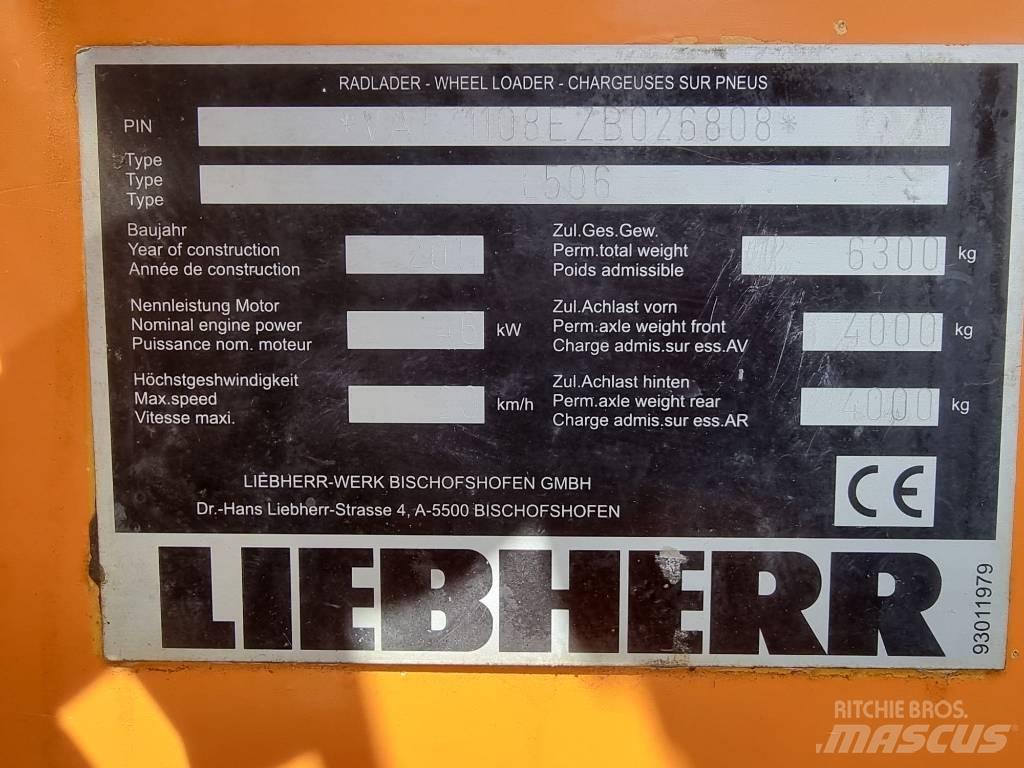 RADLADER - WHEEL LOADER - CHARGEUSES SUR PNEUS
PIN
Type
Type
Type
L506
Baujahr
Year of construction
Année de construction
Zul.Ges.Gew.
Perm.total weight
Poids admissible
6300 kg
Nennleistung Motor
Nominal engine power
Puissance nom. moteur
45 kW
Zul.Achlast vorn
Perm.axle weight front
Charge admis.sur ess.AV
4000 kg
Höchstgeshwindigkeit
Max.speed
Vitesse maxi.
km/h
Zul.Achlast hinten
Perm.axle weight rear
Charge admis.sur ess.AR
4000 kg
LIEBHERR-WERK BISCHOFSHOFEN GMBH
Dr.-Hans Liebherr-Strasse 4, A-5500 BISCHOFSHOFEN
CE
LIEBHERR
93011979
RITCHIE BROS.
MASCUS